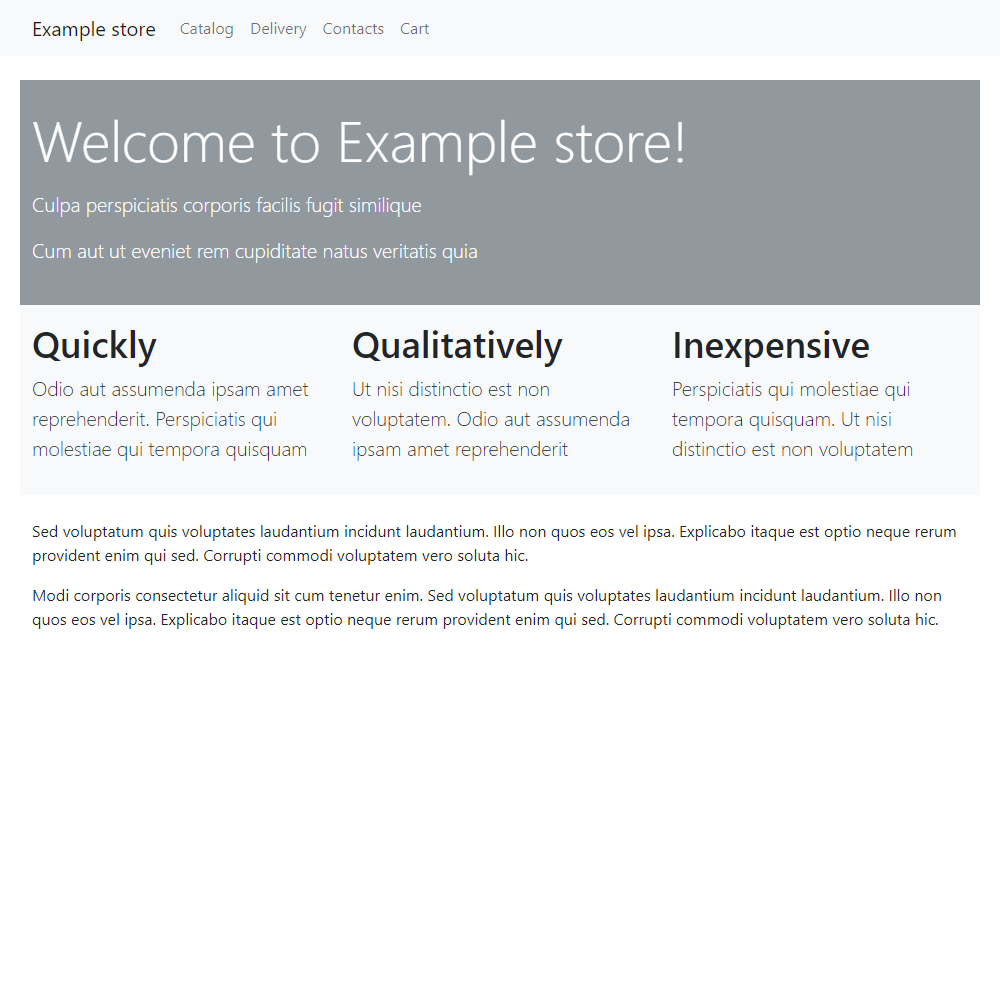 Example store Catalog Delivery Contacts Cart
Welcome to Example store!
Culpa perspiciatis corporis facilis fugit similique
Cum aut ut eveniet rem cupiditate natus veritatis quia
Quickly
Odio aut assumenda ipsam amet
reprehenderit. Perspiciatis qui
molestiae qui tempora quisquam
Qualitatively
Ut nisi distinctio est non
voluptatem. Odio aut assumenda
ipsam amet reprehenderit
Inexpensive
Perspiciatis qui molestiae qui
tempora quisquam. Ut nisi
distinctio est non voluptatem
Sed voluptatum quis voluptates laudantium incidunt laudantium. Illo non quos eos vel ipsa. Explicabo itaque est optio neque rerum
provident enim qui sed. Corrupti commodi voluptatem vero soluta hic.
Modi corporis consectetur aliquid sit cum tenetur enim. Sed voluptatum quis voluptates laudantium incidunt laudantium. Illo non
quos eos vel ipsa. Explicabo itaque est optio neque rerum provident enim qui sed. Corrupti commodi voluptatem vero soluta hic.